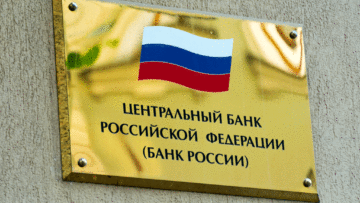 ЦЕНТРАЛЬНЫЙ БАНК
РОССИЙСКОЙ ФЕДЕРАЦИИ
(БАНК РОССИИ)